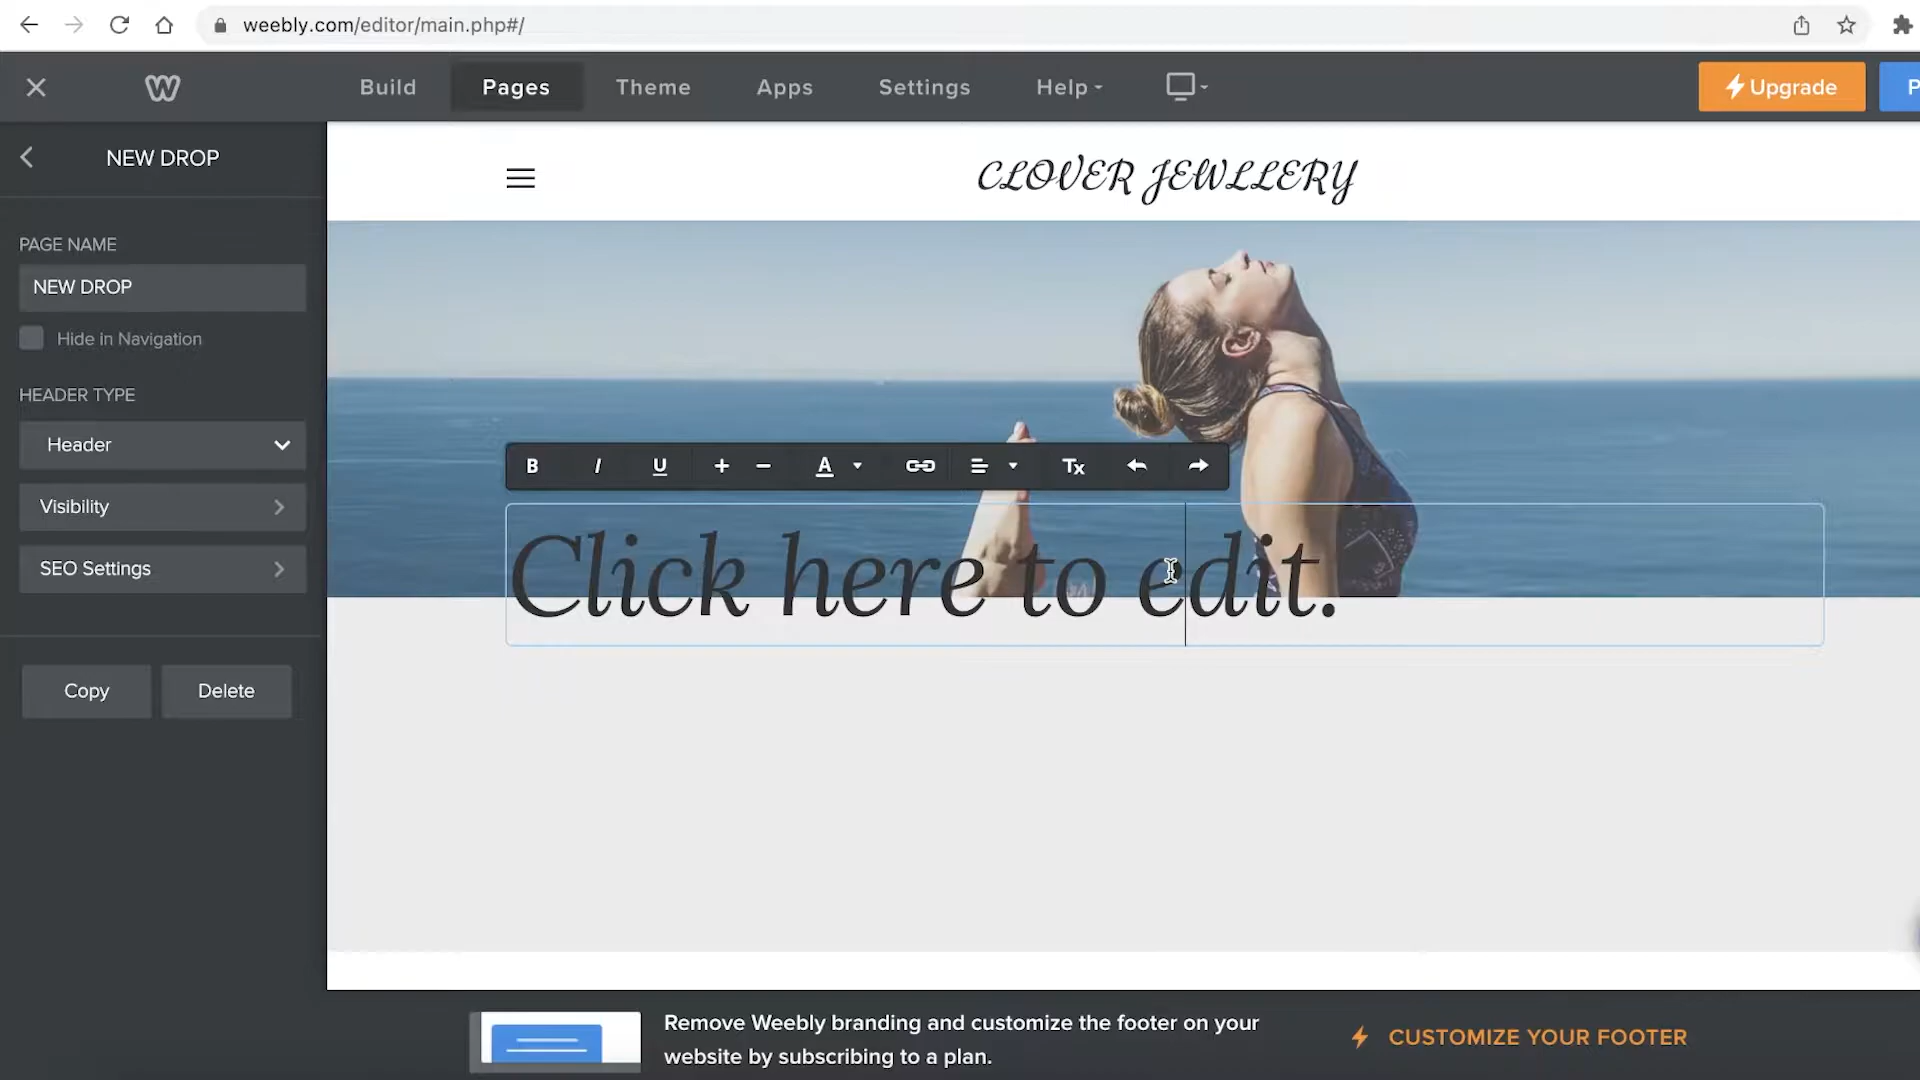 weebly.com/editor/main.php#/
Build
Pages
Theme
Apps
Settings
Help
Upgrade
P
NEW DROP
CLOVER JEWLLERY
PAGE NAME
NEW DROP
Hide in Navigation
HEADER TYPE
Header
Visibility
SEO Settings
Copy
Delete
B I U + − A Tx
Click here to edit.
Remove Weebly branding and customize the footer on your
website by subscribing to a plan.
CUSTOMIZE YOUR FOOTER